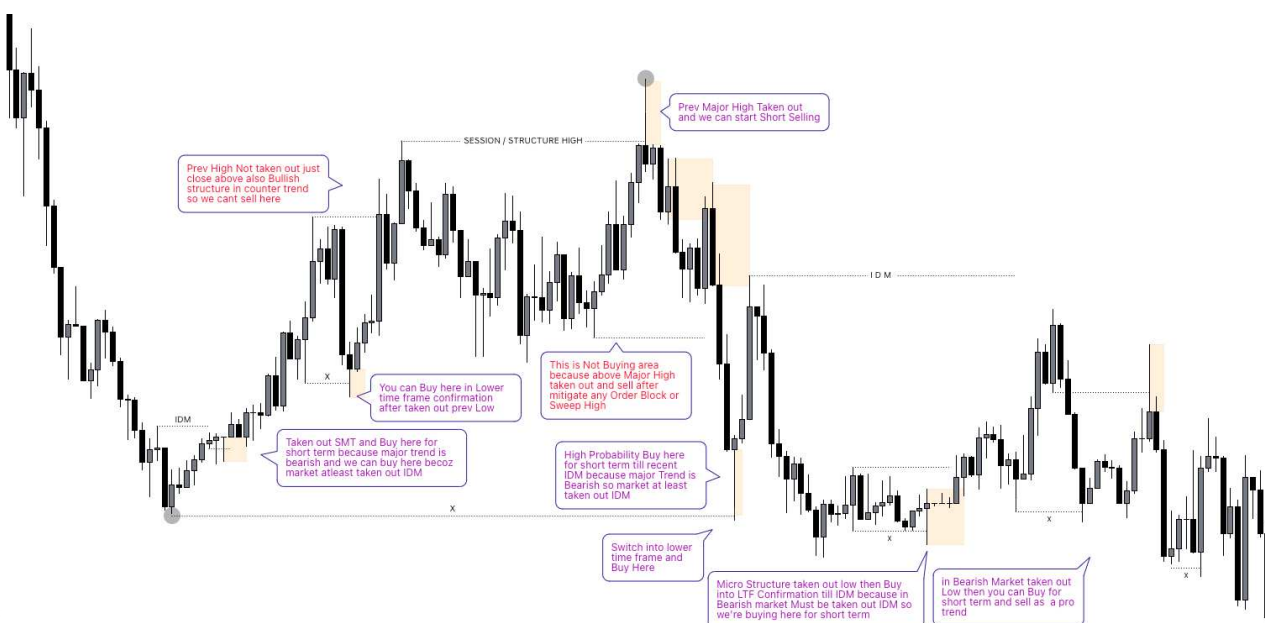 Prev Major High Taken out
and we can start Short Selling
SESSION / STRUCTURE HIGH
Prev High Not taken out just
close above also Bullish
structure in counter trend
so we cant sell here
I D M
This is Not Buying area
because above Major High
taken out and sell after
mitigate any Order Block or
Sweep High
X
You can Buy here in Lower
time frame confirmation
after taken out prev Low
IDM
Taken out SMT and Buy here for
short term because major trend is
bearish and we can buy here becoz
market atleast taken out IDM
High Probability Buy here
for short term till recent
IDM because major Trend is
Bearish so market at least
taken out IDM
X
X
X
Switch into lower
time frame and
Buy Here
X
Micro Structure taken out low then Buy
into LTF Confirmation till IDM because in
Bearish market Must be taken out IDM so
we're buying here for short term
in Bearish Market taken out
Low then you can Buy for
short term and sell as a pro
trend